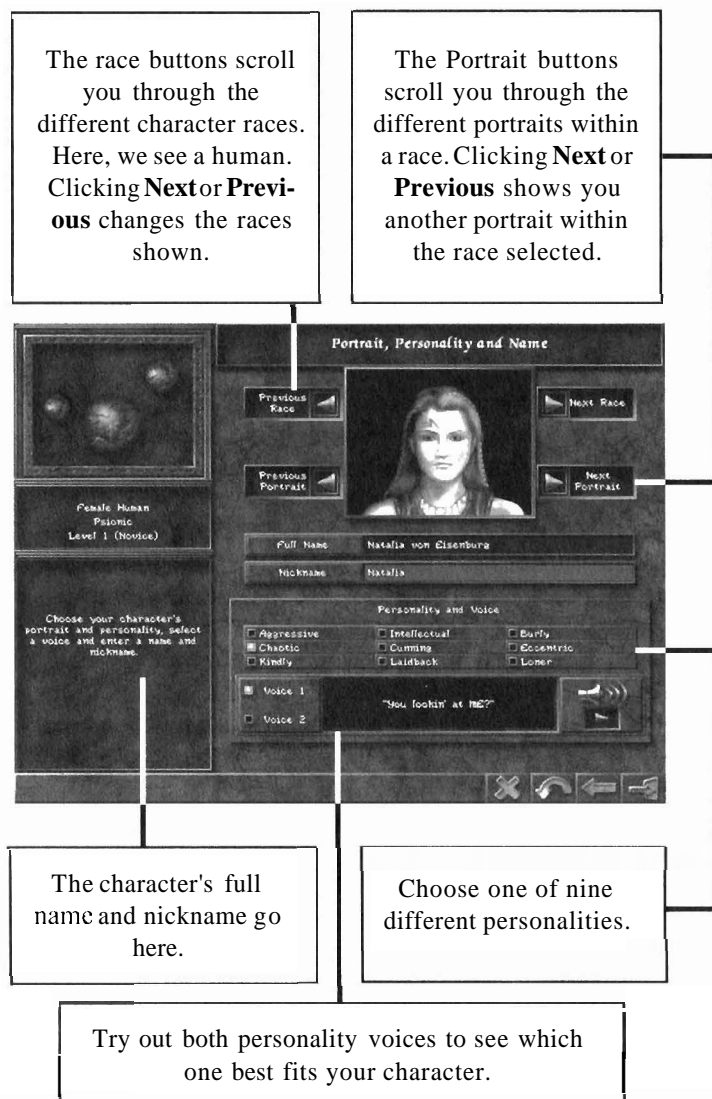 The race buttons scroll
you through the
different character races.
Here, we see a human.
Clicking Next or Previ-
ous changes the races
shown.
The Portrait buttons
scroll you through the
different portraits within
a race. Clicking Next or
Previous shows you
another portrait within
the race selected.
Portrait, Personality and Name
Previous
Race
Next Race
Previous
Portrait
Next
Portrait
Female Human
Psionic
Level 1 (Novice)
Full Name Natalia von Eisenburg
Nickname Natalia
Choose your character's
portrait and personality, select
a voice and enter a name and
nickname.
Personality and Voice
Aggressive Intellectual Burly
Chaotic Cunning Eccentric
Kindly Laidback Loner
Voice 1
"You lookin' at ME?"
Voice 2
The character's full
name and nickname go
here.
Choose one of nine
different personalities.
Try out both personality voices to see which
one best fits your character.